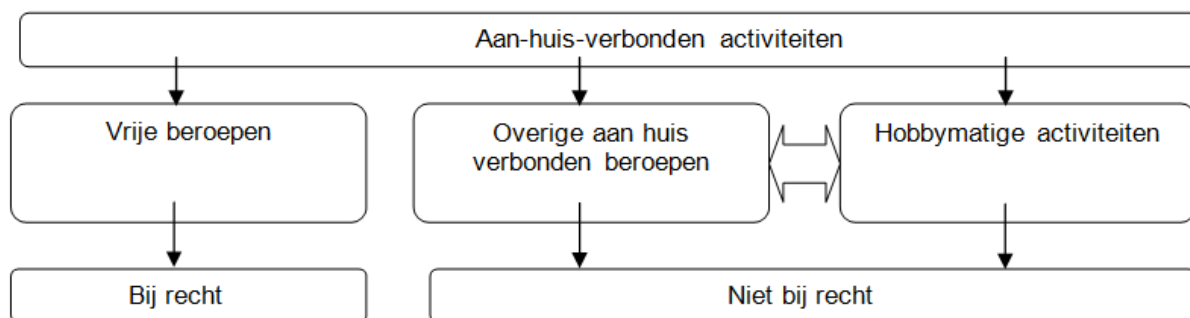 Aan-huis-verbonden activiteiten
Vrije beroepen
Overige aan huis
verbonden beroepen
Hobbymatige activiteiten
Bij recht
Niet bij recht